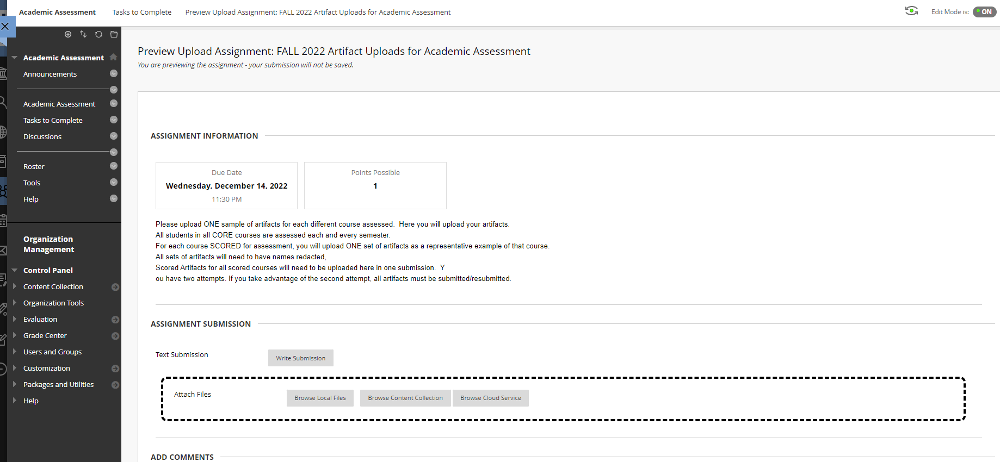 Academic Assessment
Tasks to Complete
Preview Upload Assignment: FALL 2022 Artifact Uploads for Academic Assessment
Edit Mode is:
ON
Academic Assessment
Announcements
Academic Assessment
Tasks to Complete
Discussions
Roster
Tools
Help
Organization
Management
Control Panel
Content Collection
Organization Tools
Evaluation
Grade Center
Users and Groups
Customization
Packages and Utilities
Help
Preview Upload Assignment: FALL 2022 Artifact Uploads for Academic Assessment
You are previewing the assignment - your submission will not be saved.
ASSIGNMENT INFORMATION
Due Date
Wednesday, December 14, 2022
11:30 PM
Points Possible
1
Please upload ONE sample of artifacts for each different course assessed.  Here you will upload your artifacts.
All students in all CORE courses are assessed each and every semester.
For each course SCORED for assessment, you will upload ONE set of artifacts as a representative example of that course.
All sets of artifacts will need to have names redacted,
Scored Artifacts for all scored courses will need to be uploaded here in one submission.  Y
ou have two attempts. If you take advantage of the second attempt, all artifacts must be submitted/resubmitted.
ASSIGNMENT SUBMISSION
Text Submission
Write Submission
Attach Files
Browse Local Files
Browse Content Collection
Browse Cloud Service
ADD COMMENTS